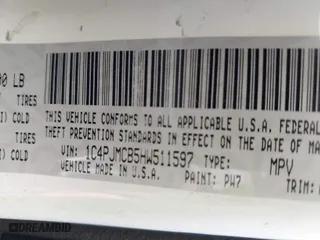 00 LB
TIRES
I) COLD
THIS VEHICLE CONFORMS TO ALL APPLICABLE U.S.A. FEDERAL
TIRES
THEFT PREVENTION STANDARDS IN EFFECT ON THE DATE OF MA
I) COLD
VIN: 1C4PJMCB5HW511597 TYPE: MPV
VEHICLE MADE IN U.S.A. PAINT: PW7 TRIM:
DREAMBID